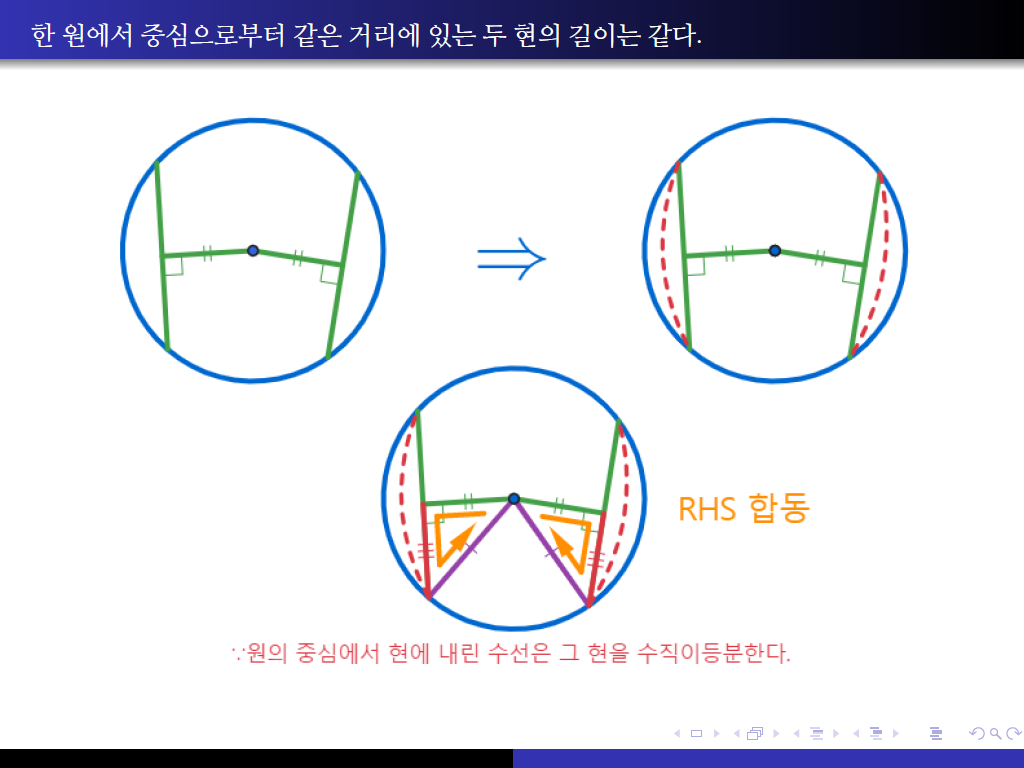 한 원에서 중심으로부터 같은 거리에 있는 두 현의 길이는 같다.
⇒
RHS 합동
∵원의 중심에서 현에 내린 수선은 그 현을 수직이등분한다.